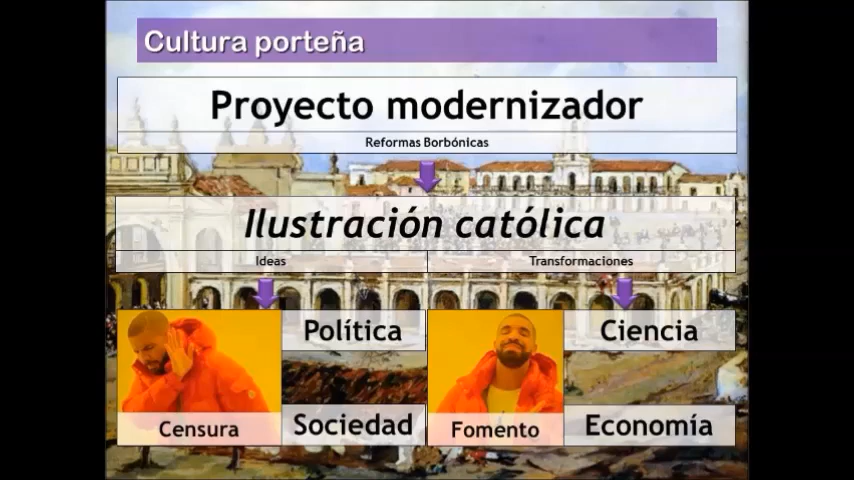 Cultura porteña
Proyecto modernizador
Reformas Borbónicas
Ilustración católica
Ideas
Transformaciones
Política
Sociedad
Censura
Ciencia
Economía
Fomento